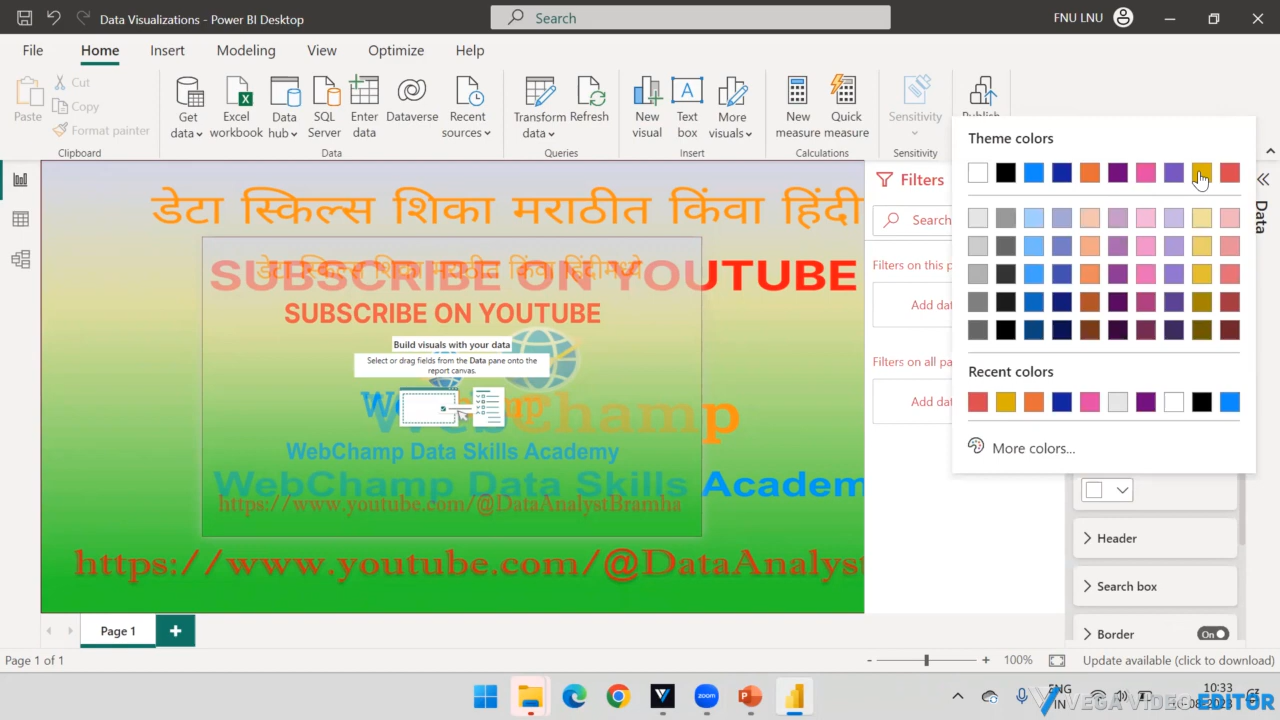 Data Visualizations - Power BI Desktop
Search
FNU LNU
File Home Insert Modeling View Optimize Help
Paste
Cut
Copy
Format painter
Clipboard
Get data
Excel workbook
Data hub
SQL Server
Enter data
Dataverse
Recent sources
Data
Transform data
Refresh
Queries
New visual
Text box
More visuals
Insert
New measure
Quick measure
Calculations
Sensitivity
Sensitivity
Publish
Theme colors
Recent colors
More colors...
Filters
Search
Filters on this p
Add dat
Filters on all pa
Add dat
Data
डेटा स्किल्स शिका मराठीत किंवा हिंदी
SUBSCRIBE ON YOUTUBE
डेटा स्किल्स शिका मराठीत किंवा हिंदीमध्ये
SUBSCRIBE ON YOUTUBE
Build visuals with your data
Select or drag fields from the Data pane onto the
report canvas.
Champ
WebChamp Data Skills Academy
WebChamp Data Skills Academ
https://www.youtube.com/@DataAnalystBramha
https://www.youtube.com/@DataAnalyst
Header
Search box
Border
On
Page 1
Page 1 of 1
- + 100%
Update available (click to download)
zoom
ENG
IN
10:33
26-08-2023
VEGA VIDEO EDITOR